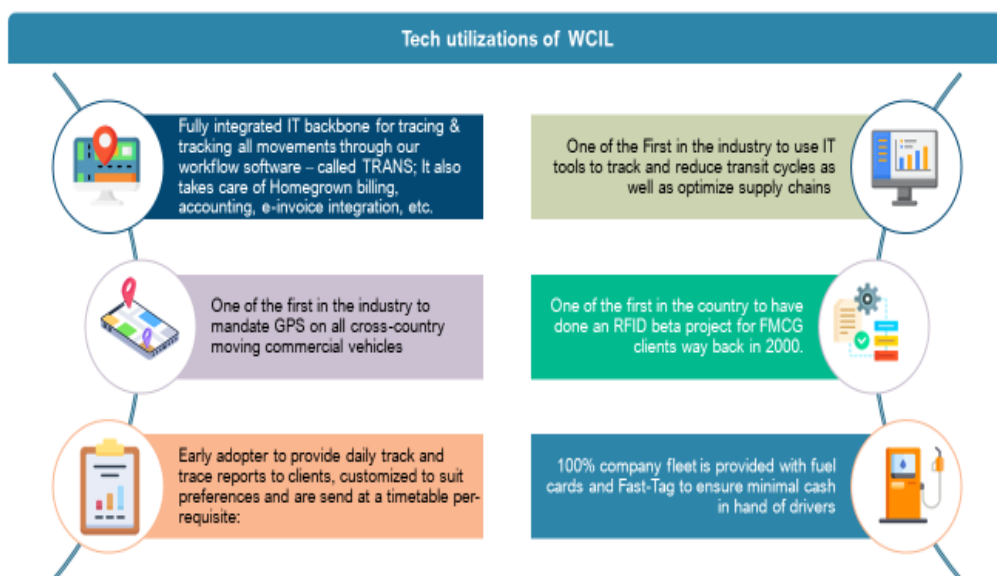 Tech utilizations of WCIL
Fully integrated IT backbone for tracing &
tracking all movements through our
workflow software – called TRANS; It also
takes care of Homegrown billing,
accounting, e-invoice integration, etc.
One of the First in the industry to use IT
tools to track and reduce transit cycles as
well as optimize supply chains
One of the first in the industry to
mandate GPS on all cross-country
moving commercial vehicles
One of the first in the country to have
done an RFID beta project for FMCG
clients way back in 2000.
Early adopter to provide daily track and
trace reports to clients, customized to suit
preferences and are send at a timetable per-
requisite:
100% company fleet is provided with fuel
cards and Fast-Tag to ensure minimal cash
in hand of drivers